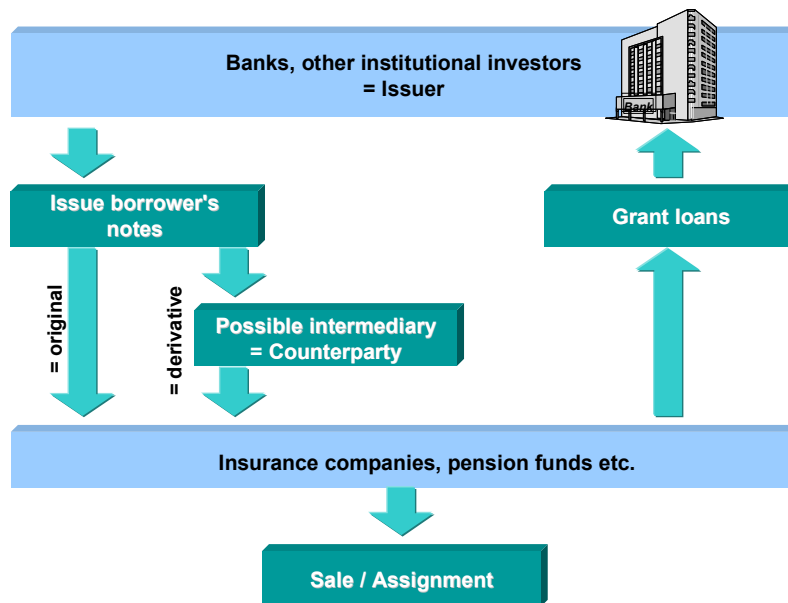 Banks, other institutional investors
= Issuer
Bank
Issue borrower's
notes
Grant loans
= original
= derivative
Possible intermediary
= Counterparty
Insurance companies, pension funds etc.
Sale / Assignment